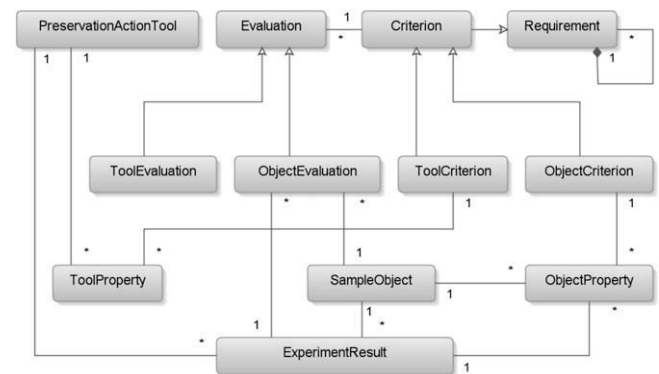 PreservationActionTool
Evaluation
1
*
Criterion
Requirement
1
*
1
1
ToolEvaluation
ObjectEvaluation
ToolCriterion
ObjectCriterion
*
*
1
1
*
*
1
*
ToolProperty
SampleObject
*
1
ObjectProperty
1
*
*
1
*
ExperimentResult
1